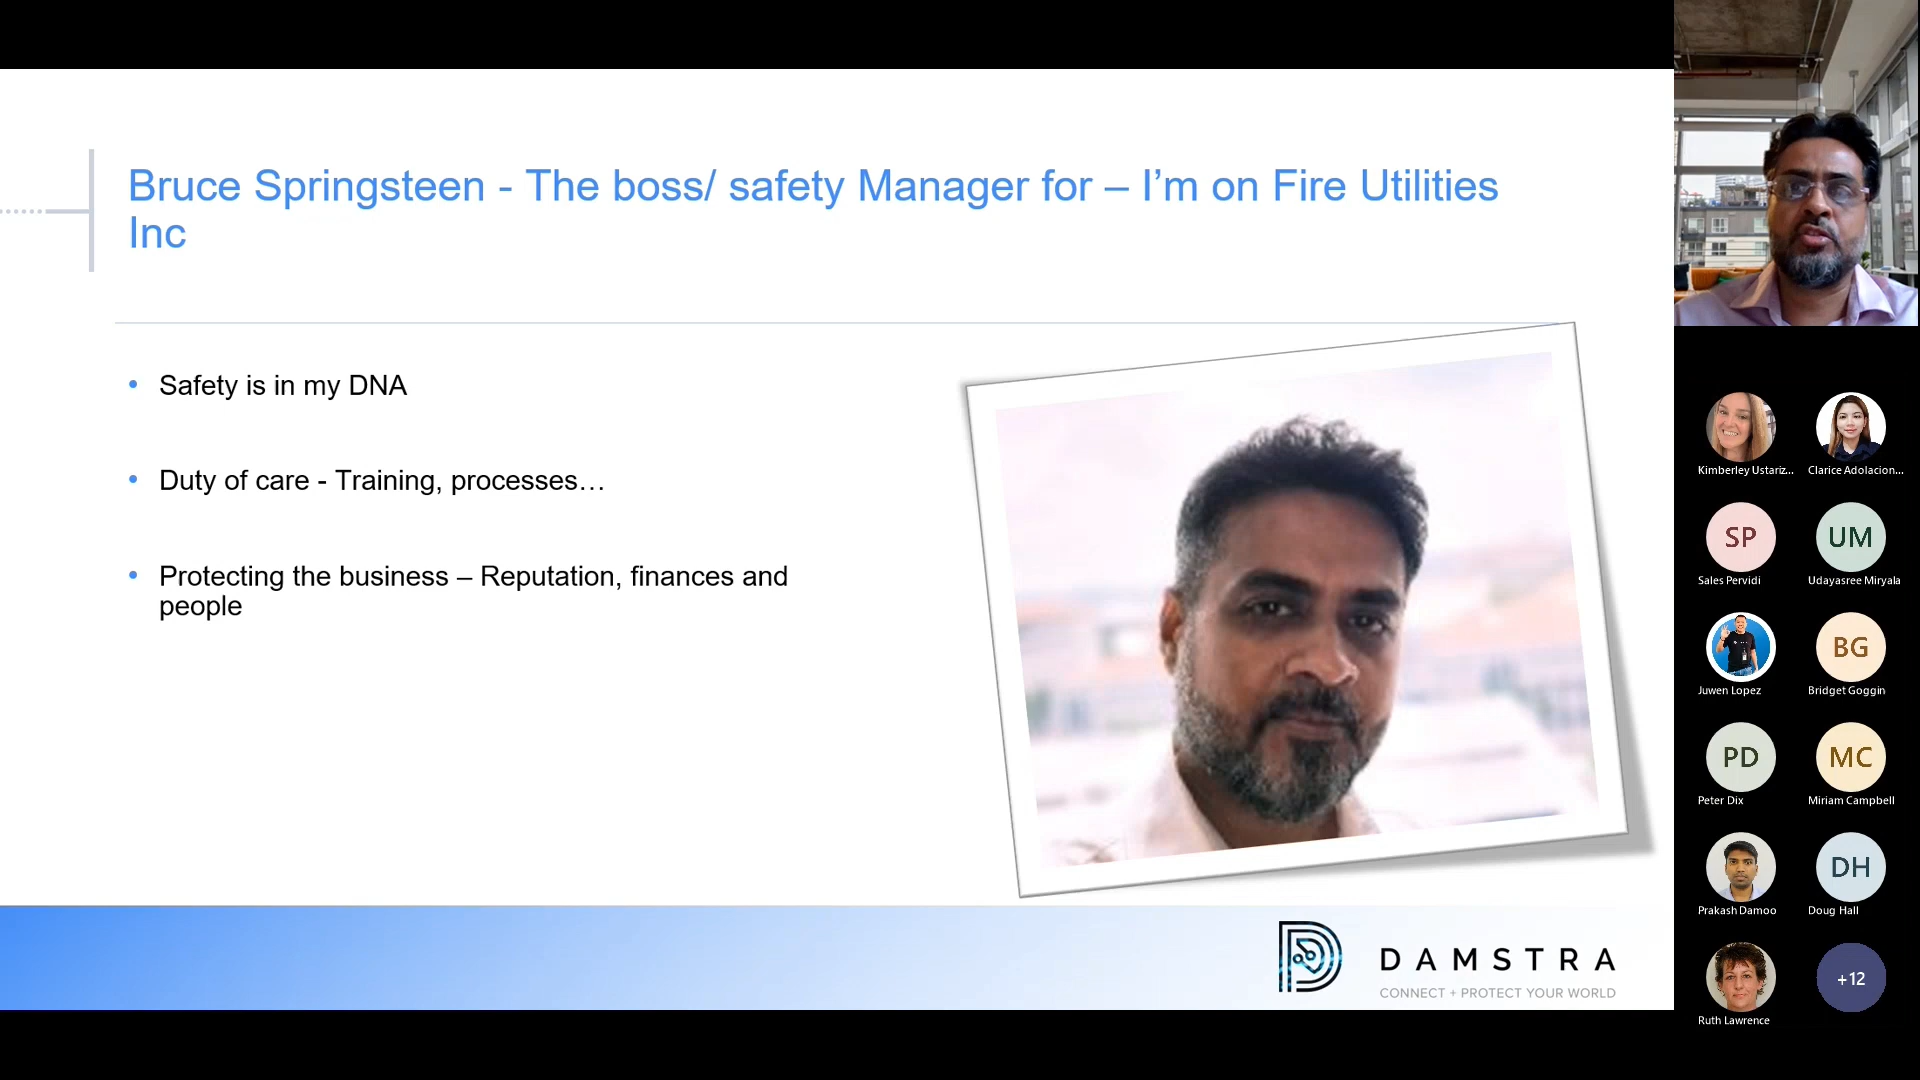 Bruce Springsteen - The boss/ safety Manager for – I’m on Fire Utilities
Inc
• Safety is in my DNA
• Duty of care - Training, processes…
• Protecting the business – Reputation, finances and
people
DAMSTRA
CONNECT + PROTECT YOUR WORLD
Kimberley Ustariz...
Clarice Adolacion...
SP
UM
Sales Pervidi
Udayasree Miryala
BG
Juwen Lopez
Bridget Goggin
PD
MC
Peter Dix
Miriam Campbell
DH
Prakash Damoo
Doug Hall
+12
Ruth Lawrence